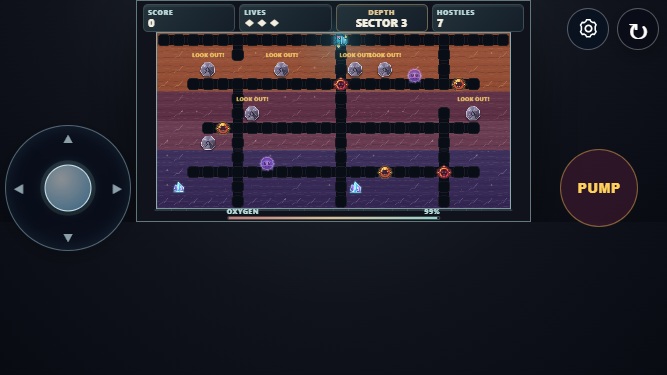 SCORE
0
LIVES
DEPTH
SECTOR 3
HOSTILES
7
LOOK OUT!
LOOK OUT!
LOOK OUT!
LOOK OUT!
LOOK OUT!
LOOK OUT!
PUMP
OXYGEN
99%